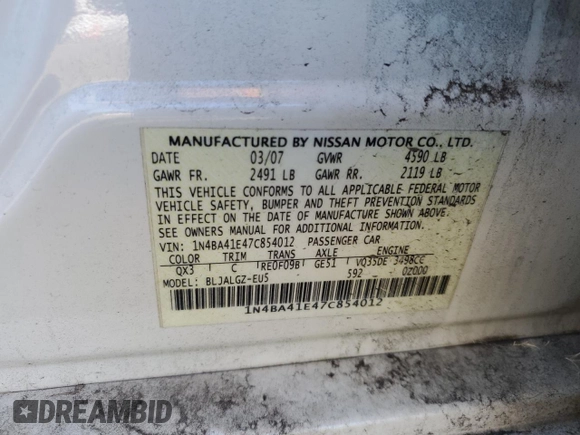 MANUFACTURED BY NISSAN MOTOR CO., LTD.
DATE 03/07 GVWR 4590 LB
GAWR FR. 2491 LB GAWR RR. 2119 LB
THIS VEHICLE CONFORMS TO ALL APPLICABLE FEDERAL MOTOR
VEHICLE SAFETY, BUMPER AND THEFT PREVENTION STANDARDS
IN EFFECT ON THE DATE OF MANUFACTURE SHOWN ABOVE.
SEE OWNERS MANUAL FOR ADDITIONAL INFORMATION.
VIN: 1N4BA41E47C854012 PASSENGER CAR
COLOR TRIM TRANS AXLE ENGINE
QX3 C RE0F09B GE51 VQ35DE 3498CC
MODEL: BLJALGZ-EU5 592 0Z000
1N4BA41E47C854012
DREAMBID